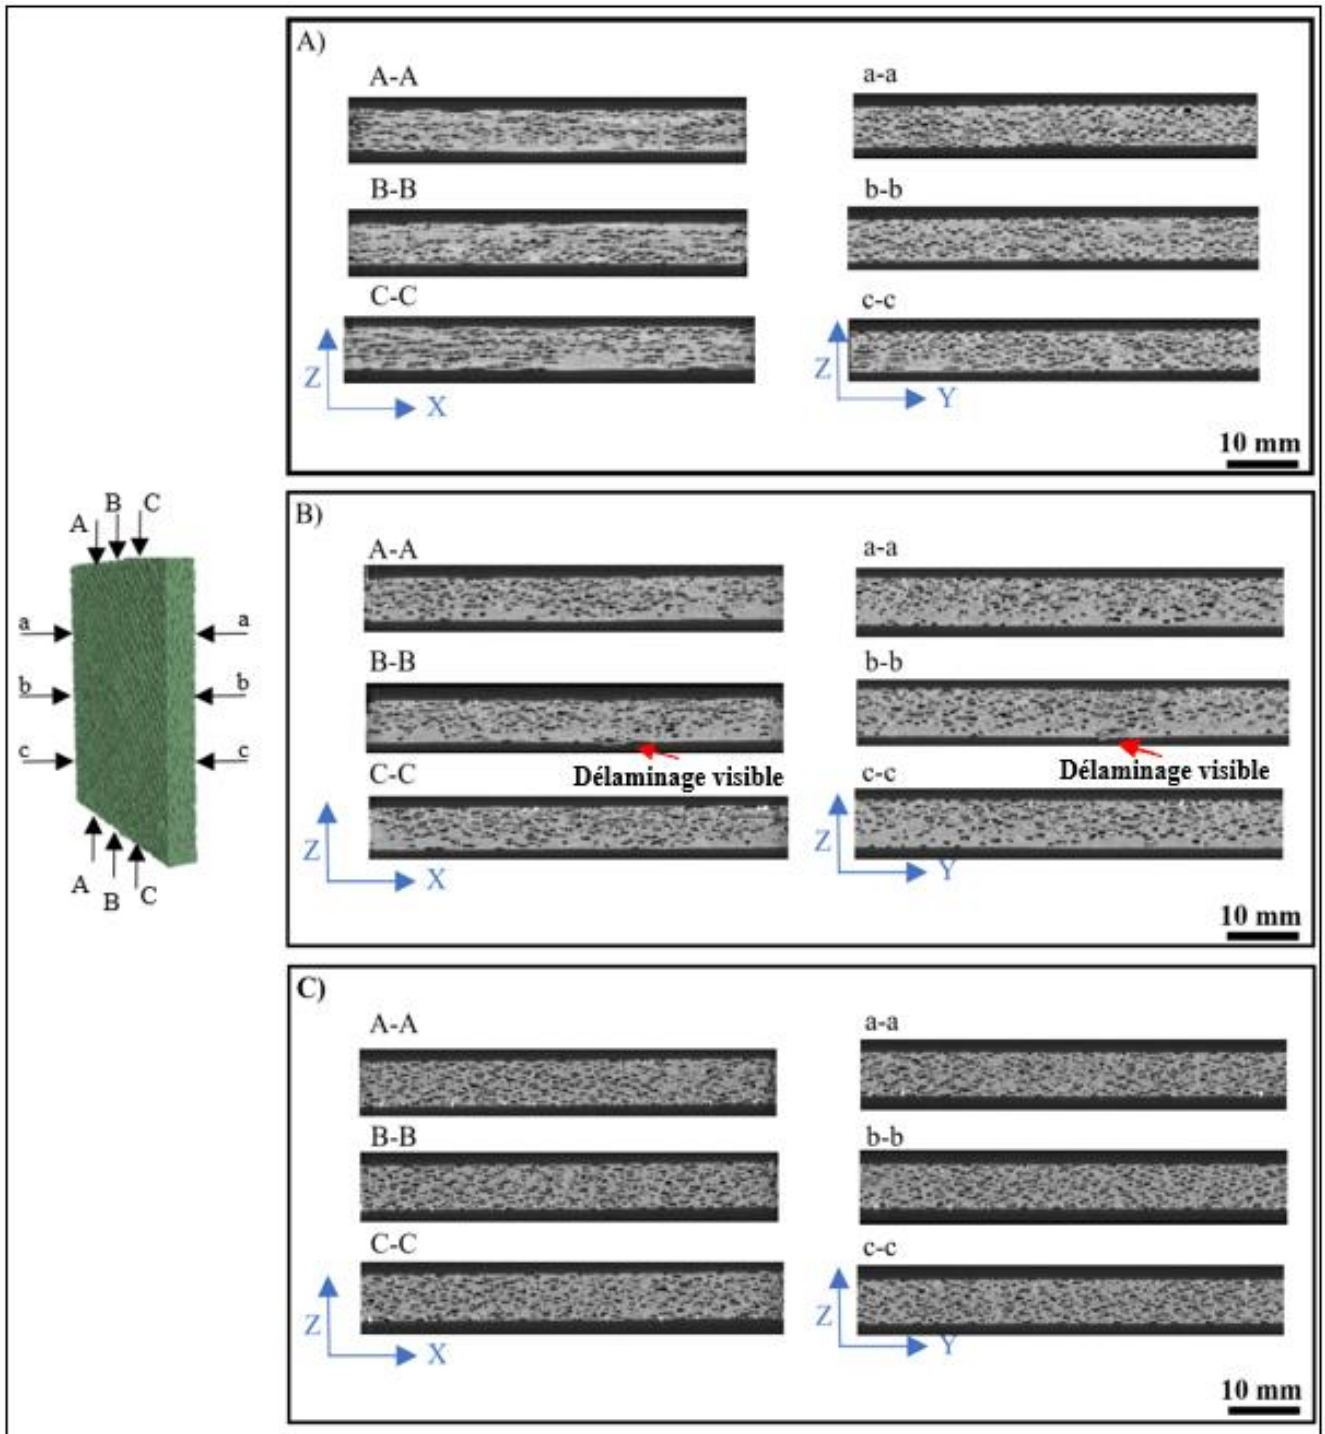 A)
A-A
a-a
B-B
b-b
C-C
c-c
Z
X
Z
Y
10 mm
A
B
C
a
a
b
b
c
c
A
B
C
B)
A-A
a-a
B-B
b-b
Délaminage visible
Délaminage visible
C-C
c-c
Z
X
Z
Y
10 mm
C)
A-A
a-a
B-B
b-b
C-C
c-c
Z
X
Z
Y
10 mm